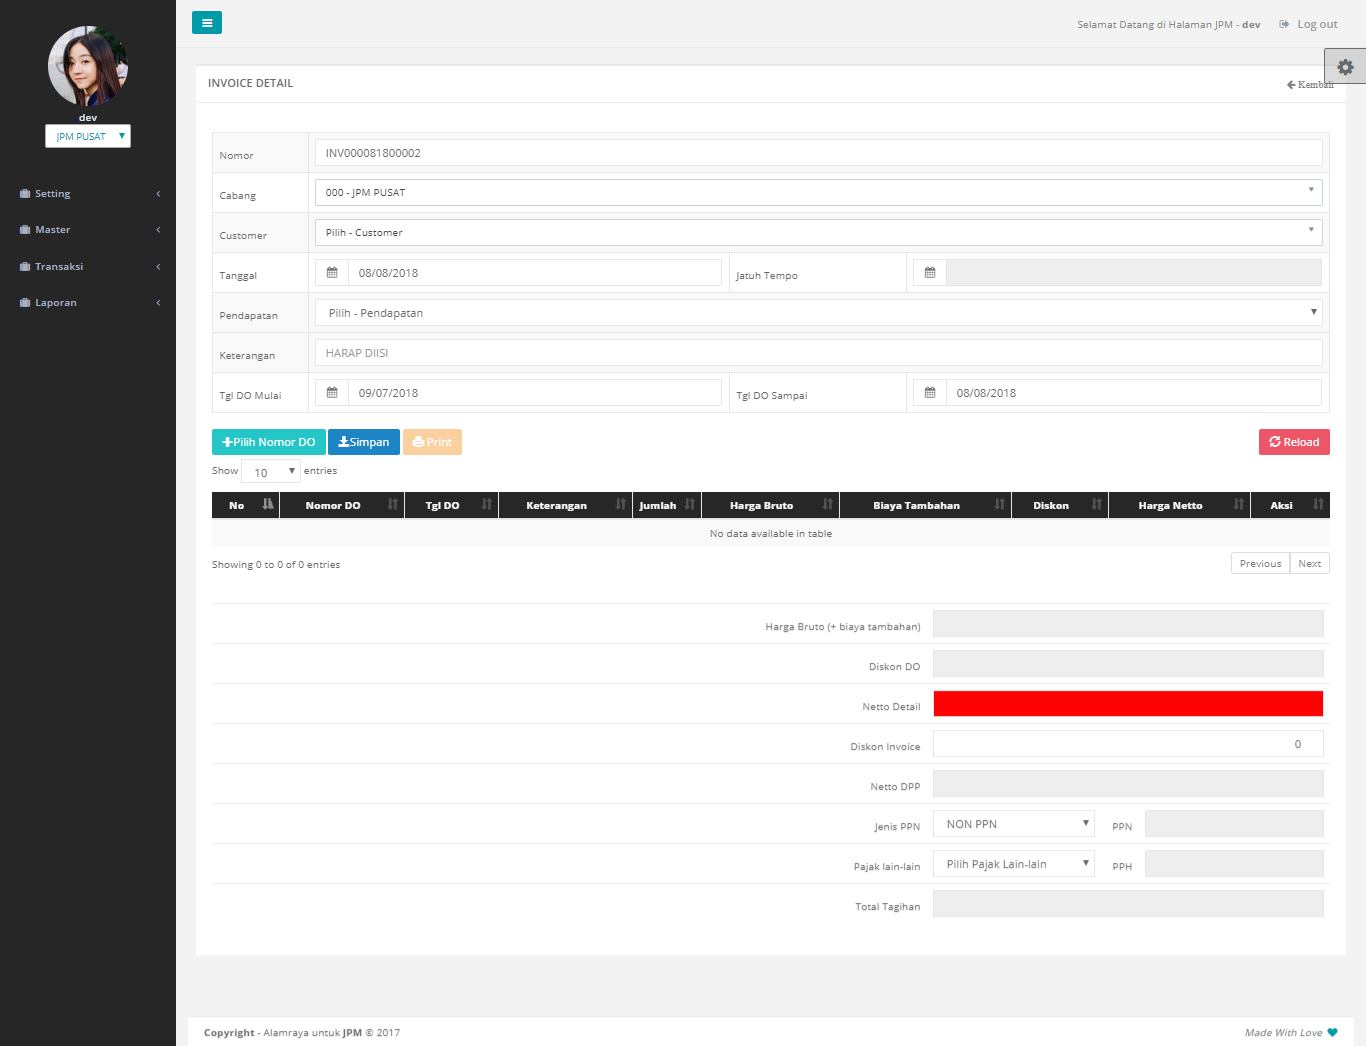 dev
JPM PUSAT
Setting
Master
Transaksi
Laporan
Selamat Datang di Halaman JPM - dev Log out
INVOICE DETAIL
Kembali
Nomor INV000081800002
Cabang 000 - JPM PUSAT
Customer Pilih - Customer
Tanggal 08/08/2018 Jatuh Tempo
Pendapatan Pilih - Pendapatan
Keterangan HARAP DIISI
Tgl DO Mulai 09/07/2018 Tgl DO Sampai 08/08/2018
Pilih Nomor DO Simpan Print Reload
Show 10 entries
No Nomor DO Tgl DO Keterangan Jumlah Harga Bruto Biaya Tambahan Diskon Harga Netto Aksi
No data available in table
Showing 0 to 0 of 0 entries Previous Next
Harga Bruto (+ biaya tambahan)
Diskon DO
Netto Detail
Diskon Invoice 0
Netto DPP
Jenis PPN NON PPN PPN
Pajak lain-lain Pilih Pajak Lain-lain PPH
Total Tagihan
Copyright - Alamraya untuk JPM © 2017 Made With Love